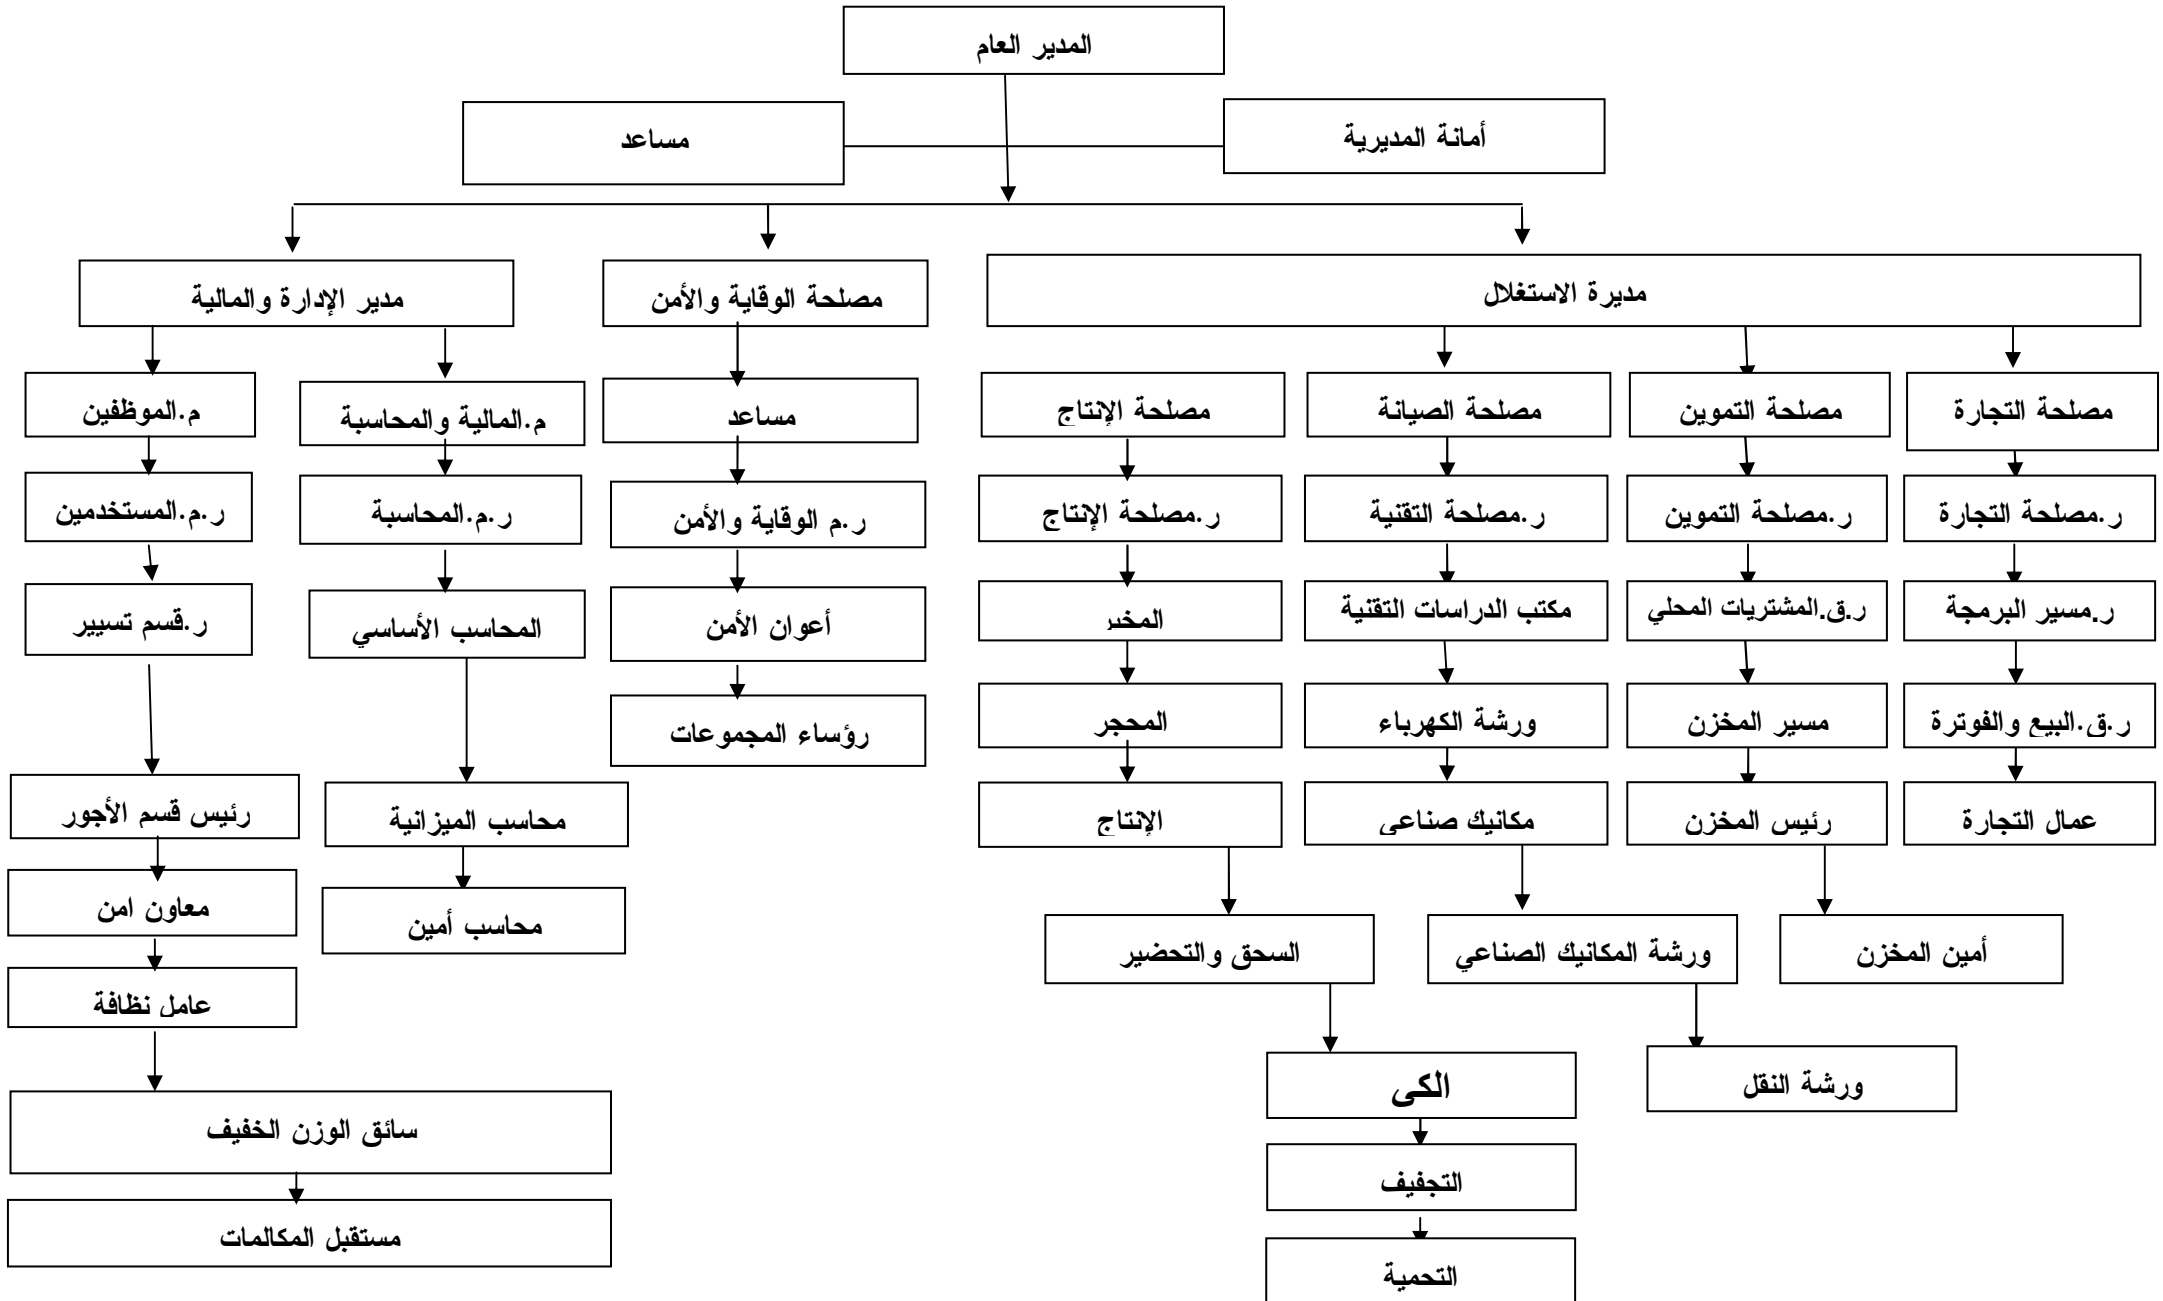 المدير العام
أمانة المديرية
مساعد
مديرة الاستغلال
مصلحة الوقاية والأمن
مدير الإدارة والمالية
مصلحة التجارة
مصلحة التموين
مصلحة الصيانة
مصلحة الإنتاج
مساعد
م.المالية والمحاسبة
م.الموظفين
ر.مصلحة التجارة
ر.مصلحة التموين
ر.مصلحة التقنية
ر.مصلحة الإنتاج
ر.م الوقاية والأمن
ر.م.المحاسبة
ر.م.المستخدمين
ر.مسير البرمجة
ر.ق.المشتريات المحلي
مكتب الدراسات التقنية
المخبر
أعوان الأمن
المحاسب الأساسي
ر.قسم تسيير
ر.ق.البيع والفوترة
مسير المخزن
ورشة الكهرباء
المحجر
رؤساء المجموعات
عمال التجارة
رئيس المخزن
مكانيك صناعي
الإنتاج
محاسب الميزانية
رئيس قسم الأجور
معاون امن
أمين المخزن
ورشة المكانيك الصناعي
السحق والتحضير
محاسب أمين
عامل نظافة
ورشة النقل
الكي
سائق الوزن الخفيف
التجفيف
مستقبل المكالمات
التحمية